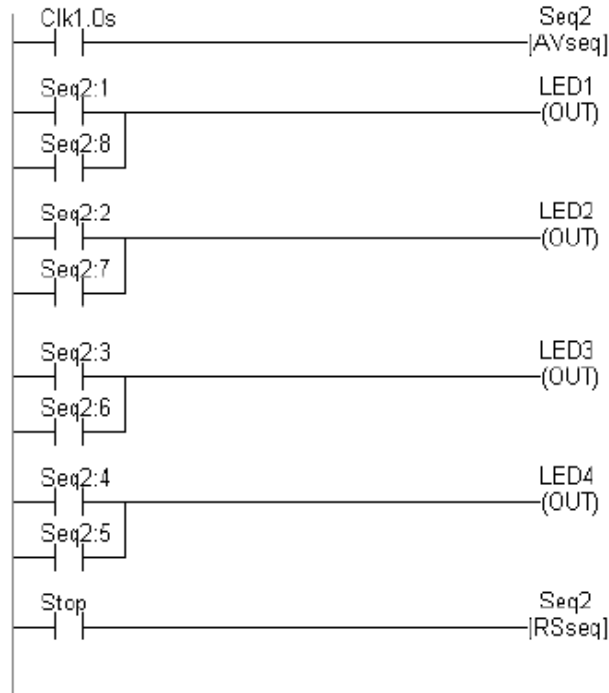 Clk1.0s Seq2
[AVseq]
Seq2:1 LED1
(OUT)
Seq2:8
Seq2:2 LED2
(OUT)
Seq2:7
Seq2:3 LED3
(OUT)
Seq2:6
Seq2:4 LED4
(OUT)
Seq2:5
Stop Seq2
[RSseq]